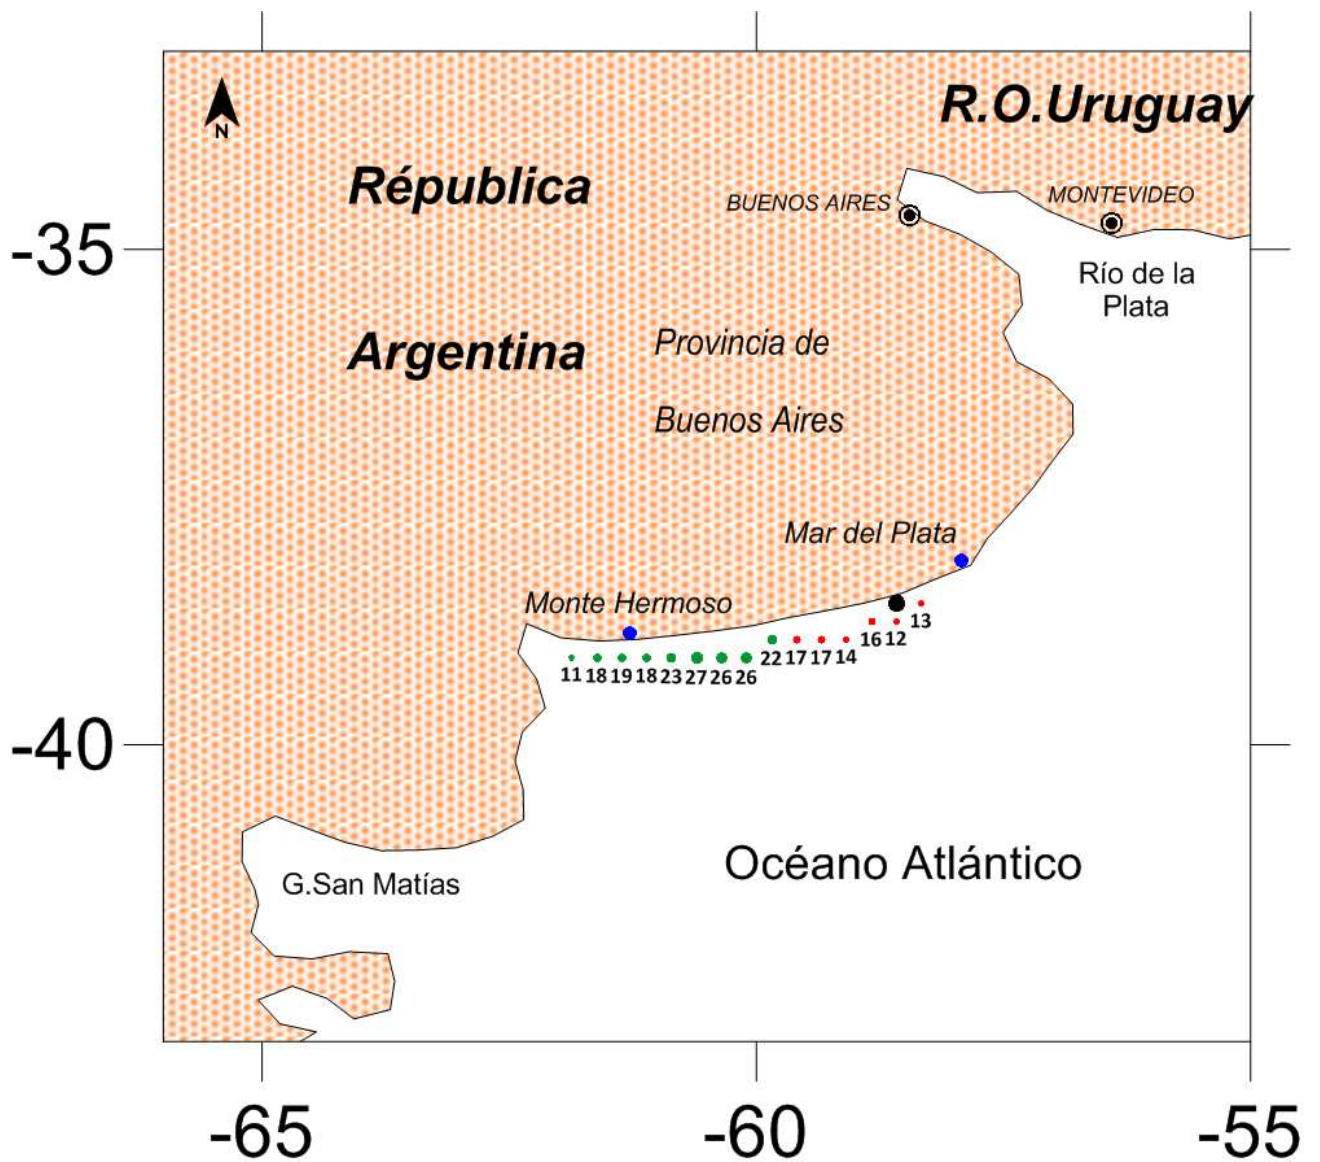 R.O.Uruguay
N
Républica
MONTEVIDEO
BUENOS AIRES
-35
Río de la
Plata
Argentina
Provincia de
Buenos Aires
Mar del Plata
Monte Hermoso
13
16 12
22 17 17 14
11 18 19 18 23 27 26 26
-40
Océano Atlántico
G.San Matías
-65
-60
-55